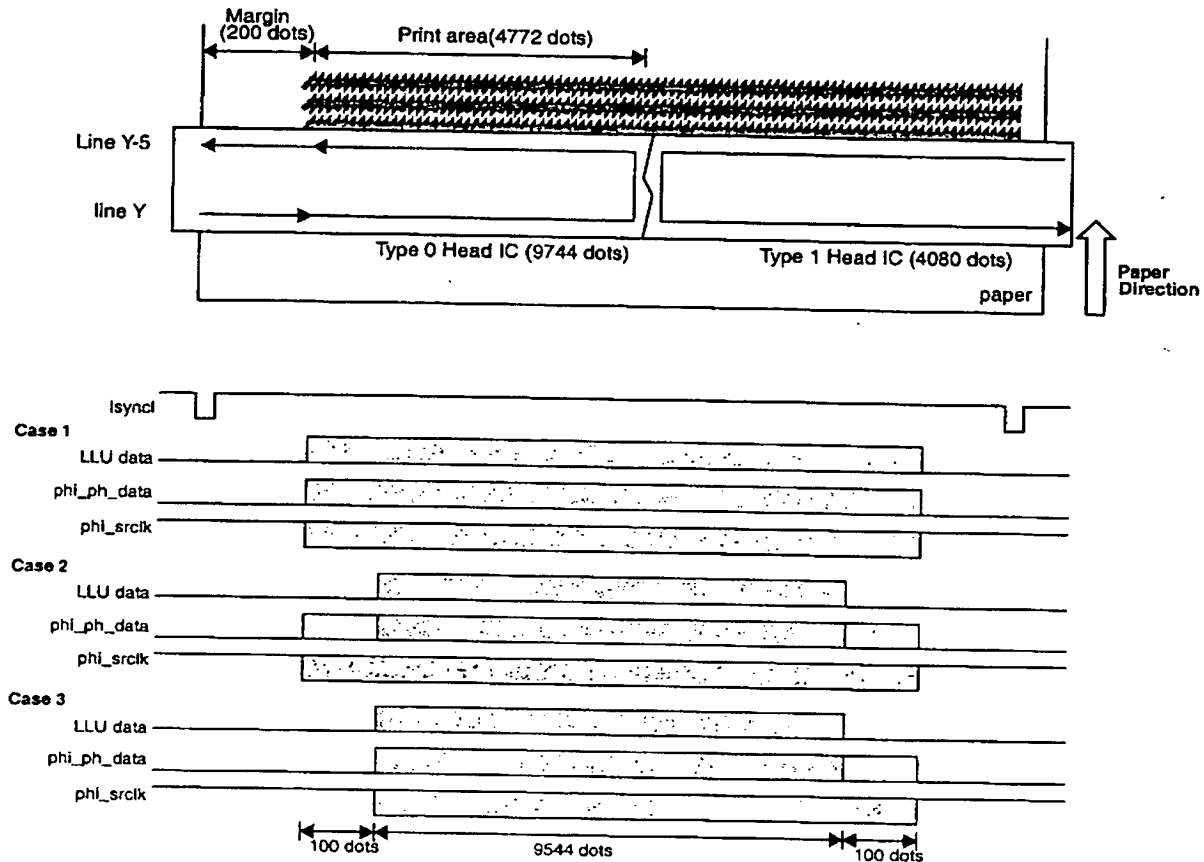 Margin
(200 dots)
Print area(4772 dots)
Line Y-5
line Y
Type 0 Head IC (9744 dots)
Type 1 Head IC (4080 dots)
Paper
Direction
paper
lsyncl
Case 1
LLU data
phi_ph_data
phi_srclk
Case 2
LLU data
phi_ph_data
phi_srclk
Case 3
LLU data
phi_ph_data
phi_srclk
100 dots
9544 dots
100 dots